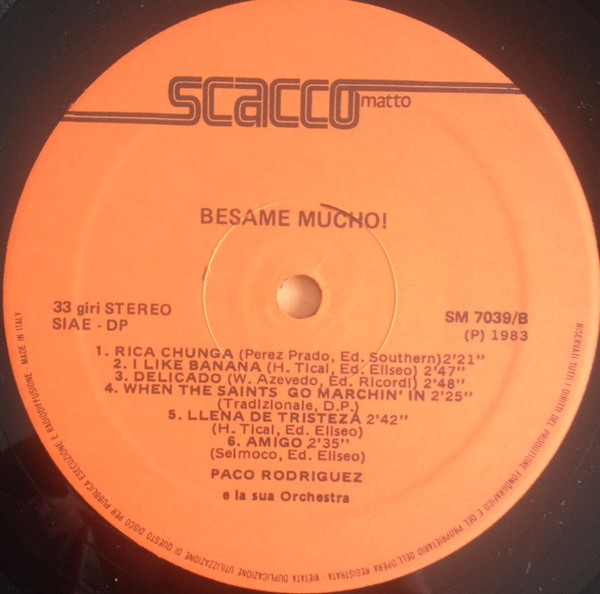 scacco matto
BESAME MUCHO!
33 giri STEREO
SIAE - DP
SM 7039/B
(P) 1983
1. RICA CHUNGA (Perez Prado, Ed. Southern)2'21"
2. I LIKE BANANA (H. Tical, Ed. Eliseo) 2'47"
3. DELICADO (W. Azevedo, Ed. Ricordi) 2'48"
4. WHEN THE SAINTS GO MARCHIN' IN 2'25"
(Tradizionale, D.P.)
5. LLENA DE TRISTEZA 2'42"
(H. Tical, Ed. Eliseo)
6. AMIGO 2'35"
(Selmoco, Ed. Eliseo)
PACO RODRIGUEZ
e la sua Orchestra
RISERVATI TUTTI I DIRITTI DEL PRODUTTORE FONOGRAFICO E DEL PROPRIETARIO DELL'OPERA REGISTRATA - VIETATA DUPLICAZIONE UTILIZZAZIONE DI QUESTO DISCO PER PUBBLICA ESECUZIONE E RADIODIFFUSIONE - MADE IN ITALY